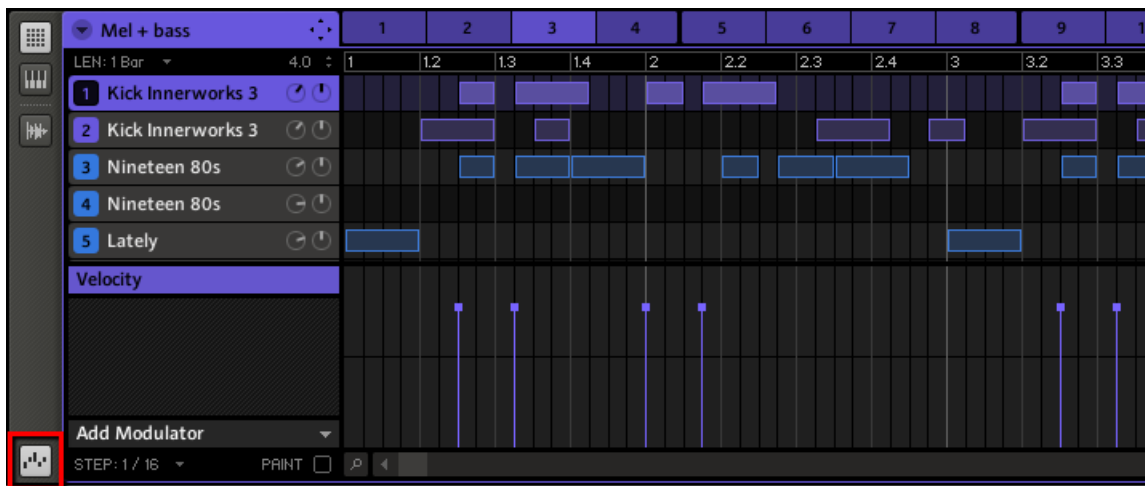 Mel + bass 1 2 3 4 5 6 7 8 9 1
LEN: 1 Bar 4.0 1 1.2 1.3 1.4 2 2.2 2.3 2.4 3 3.2 3.3
1 Kick Innerworks 3
2 Kick Innerworks 3
3 Nineteen 80s
4 Nineteen 80s
5 Lately
Velocity
Add Modulator
STEP: 1 / 16 PAINT